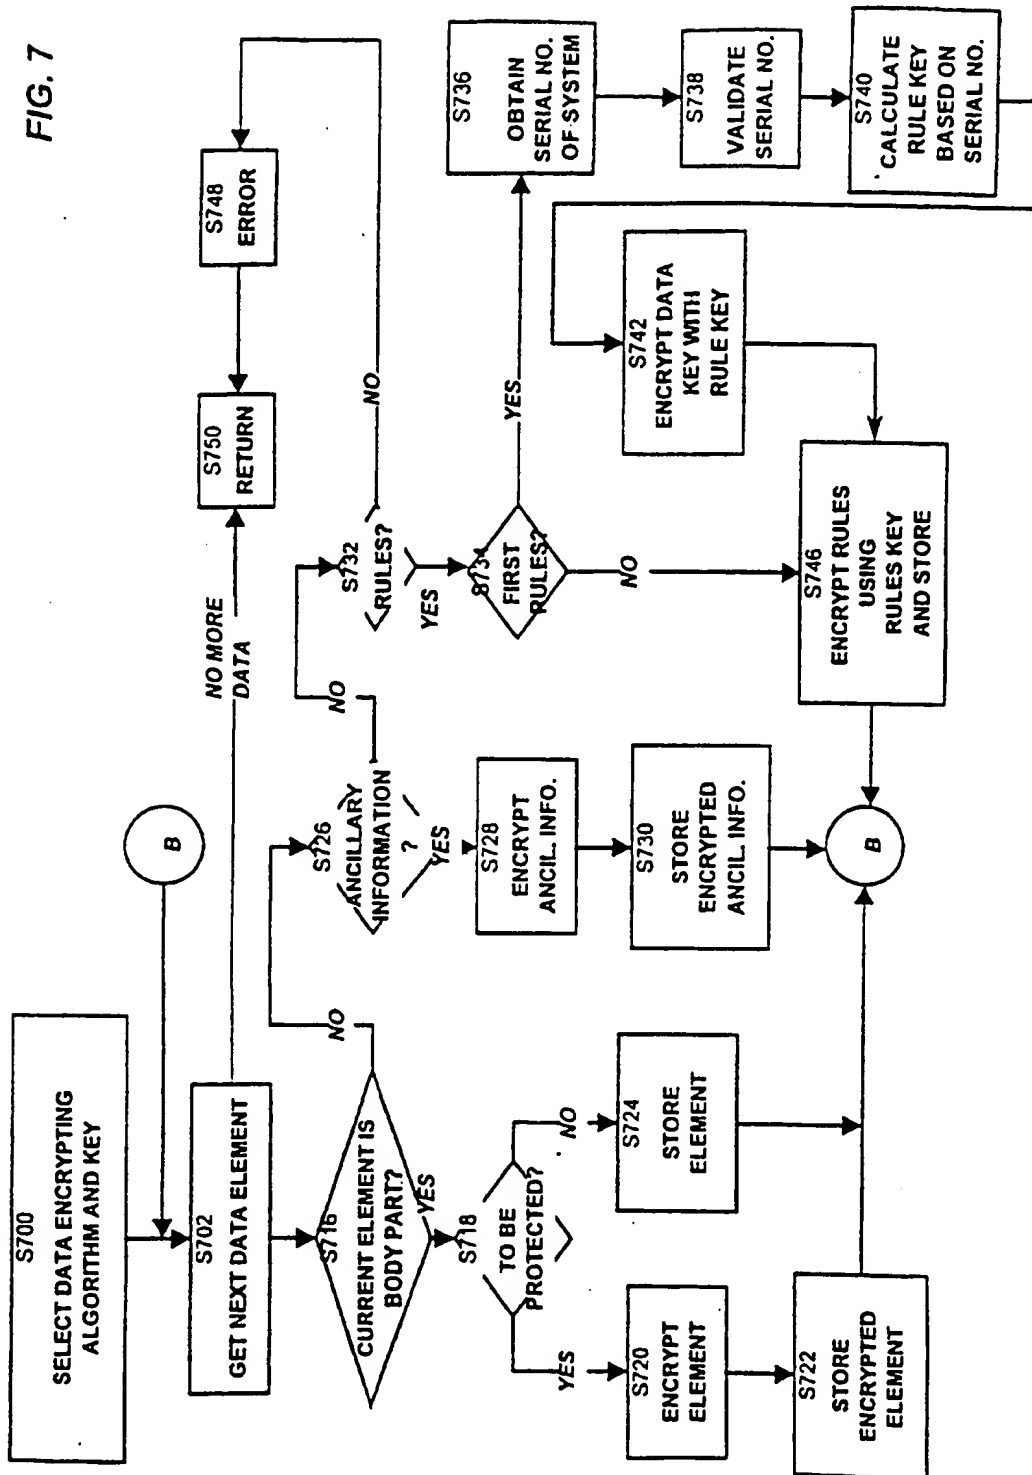 FIG. 7
S700
SELECT DATA ENCRYPTING
ALGORITHM AND KEY
B
S702
GET NEXT DATA ELEMENT
NO MORE
DATA
S750
RETURN
S748
ERROR
S716
CURRENT ELEMENT IS
BODY PART?
NO
YES
S726
ANCILLARY
INFORMATION
?
NO
YES
S732
RULES?
NO
YES
S718
TO BE
PROTECTED?
YES
NO
S728
ENCRYPT
ANCIL. INFO.
S734
FIRST
RULES?
YES
NO
S736
OBTAIN
SERIAL NO.
OF SYSTEM
S720
ENCRYPT
ELEMENT
S724
STORE
ELEMENT
S730
STORE
ENCRYPTED
ANCIL. INFO.
S742
ENCRYPT DATA
KEY WITH
RULE KEY
S738
VALIDATE
SERIAL NO.
S722
STORE
ENCRYPTED
ELEMENT
B
S746
ENCRYPT RULES
USING
RULES KEY
AND STORE
S740
CALCULATE
RULE KEY
BASED ON
SERIAL NO.